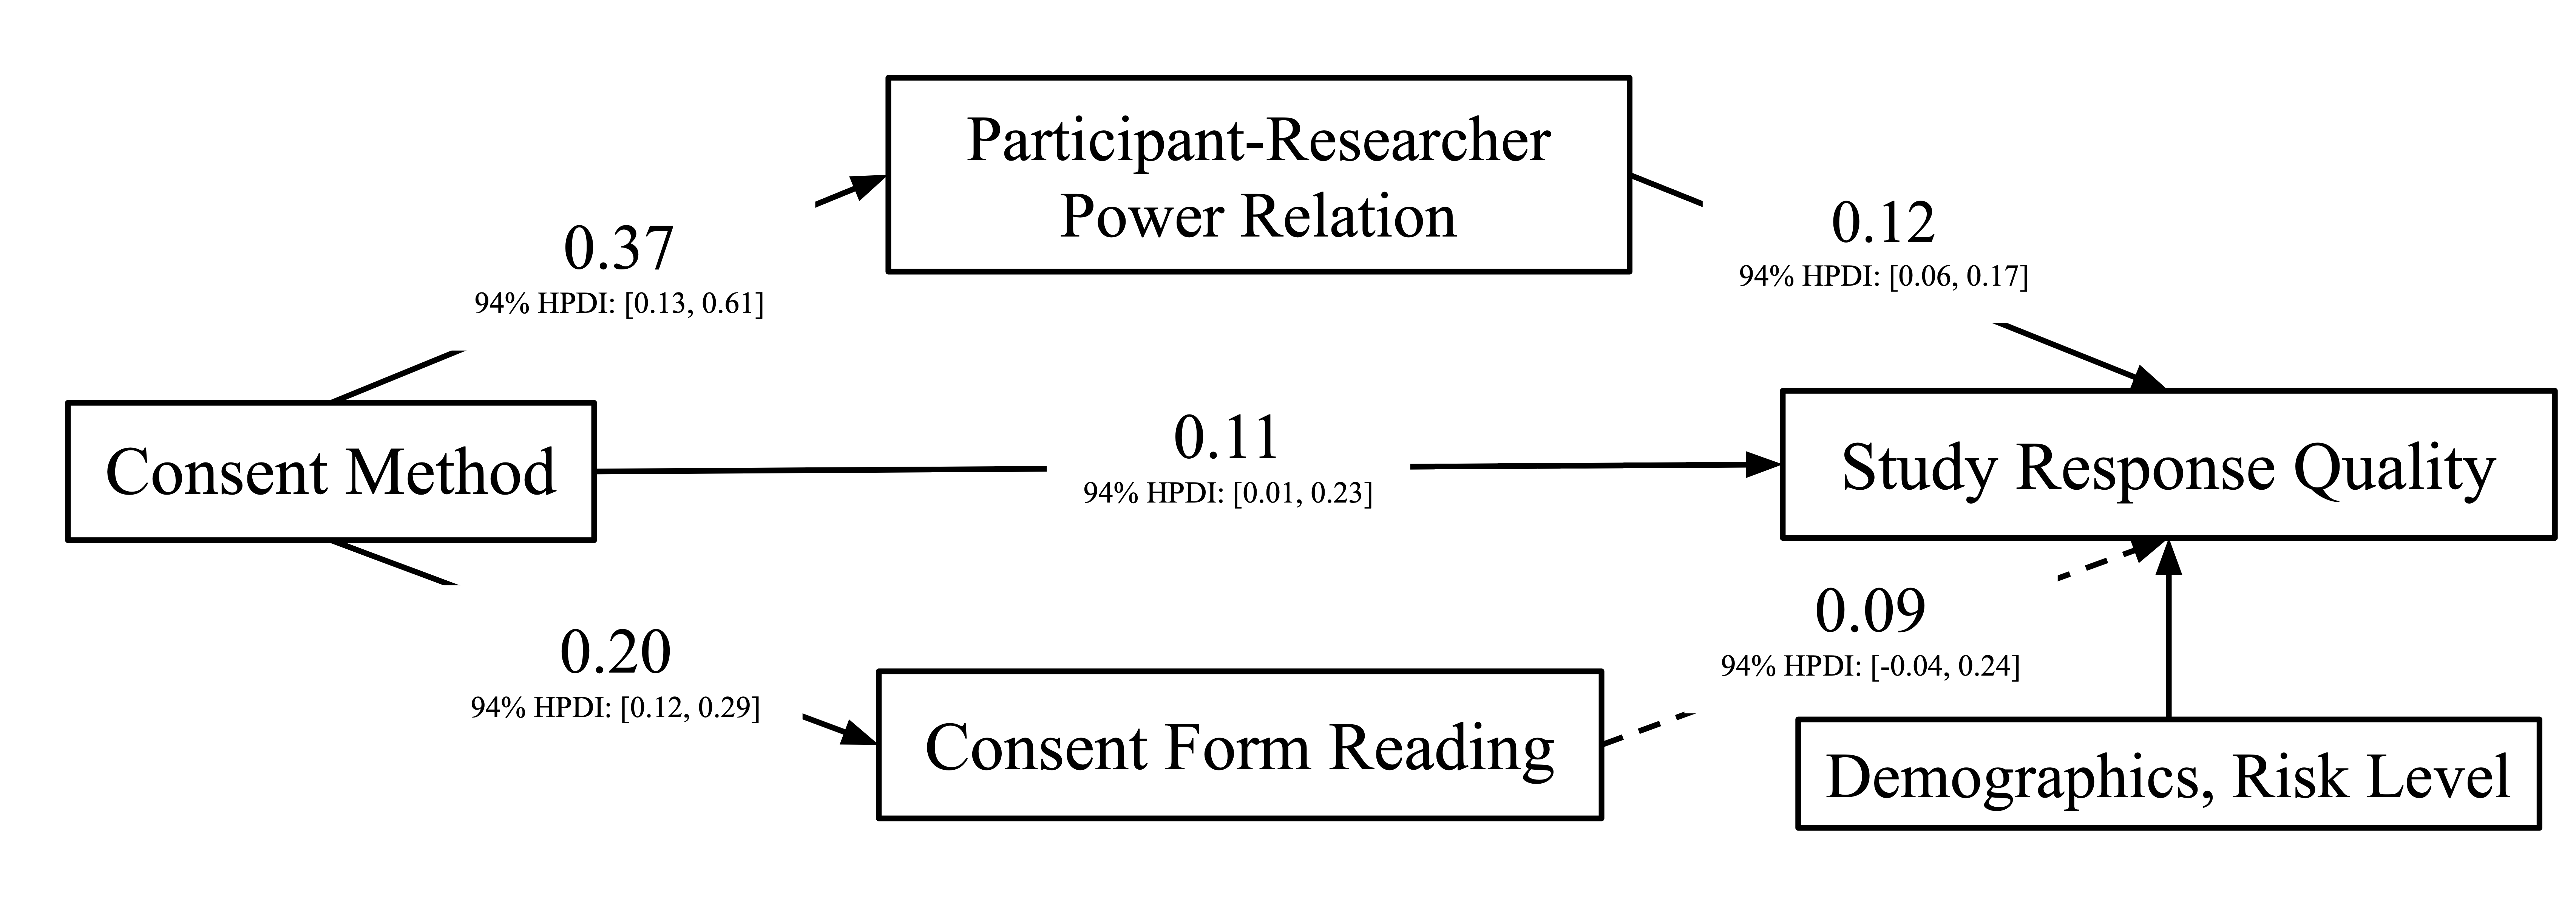 Participant-Researcher
Power Relation
0.37
94% HPDI: [0.13, 0.61]
0.12
94% HPDI: [0.06, 0.17]
Consent Method
0.11
94% HPDI: [0.01, 0.23]
Study Response Quality
0.20
94% HPDI: [0.12, 0.29]
Consent Form Reading
0.09
94% HPDI: [-0.04, 0.24]
Demographics, Risk Level